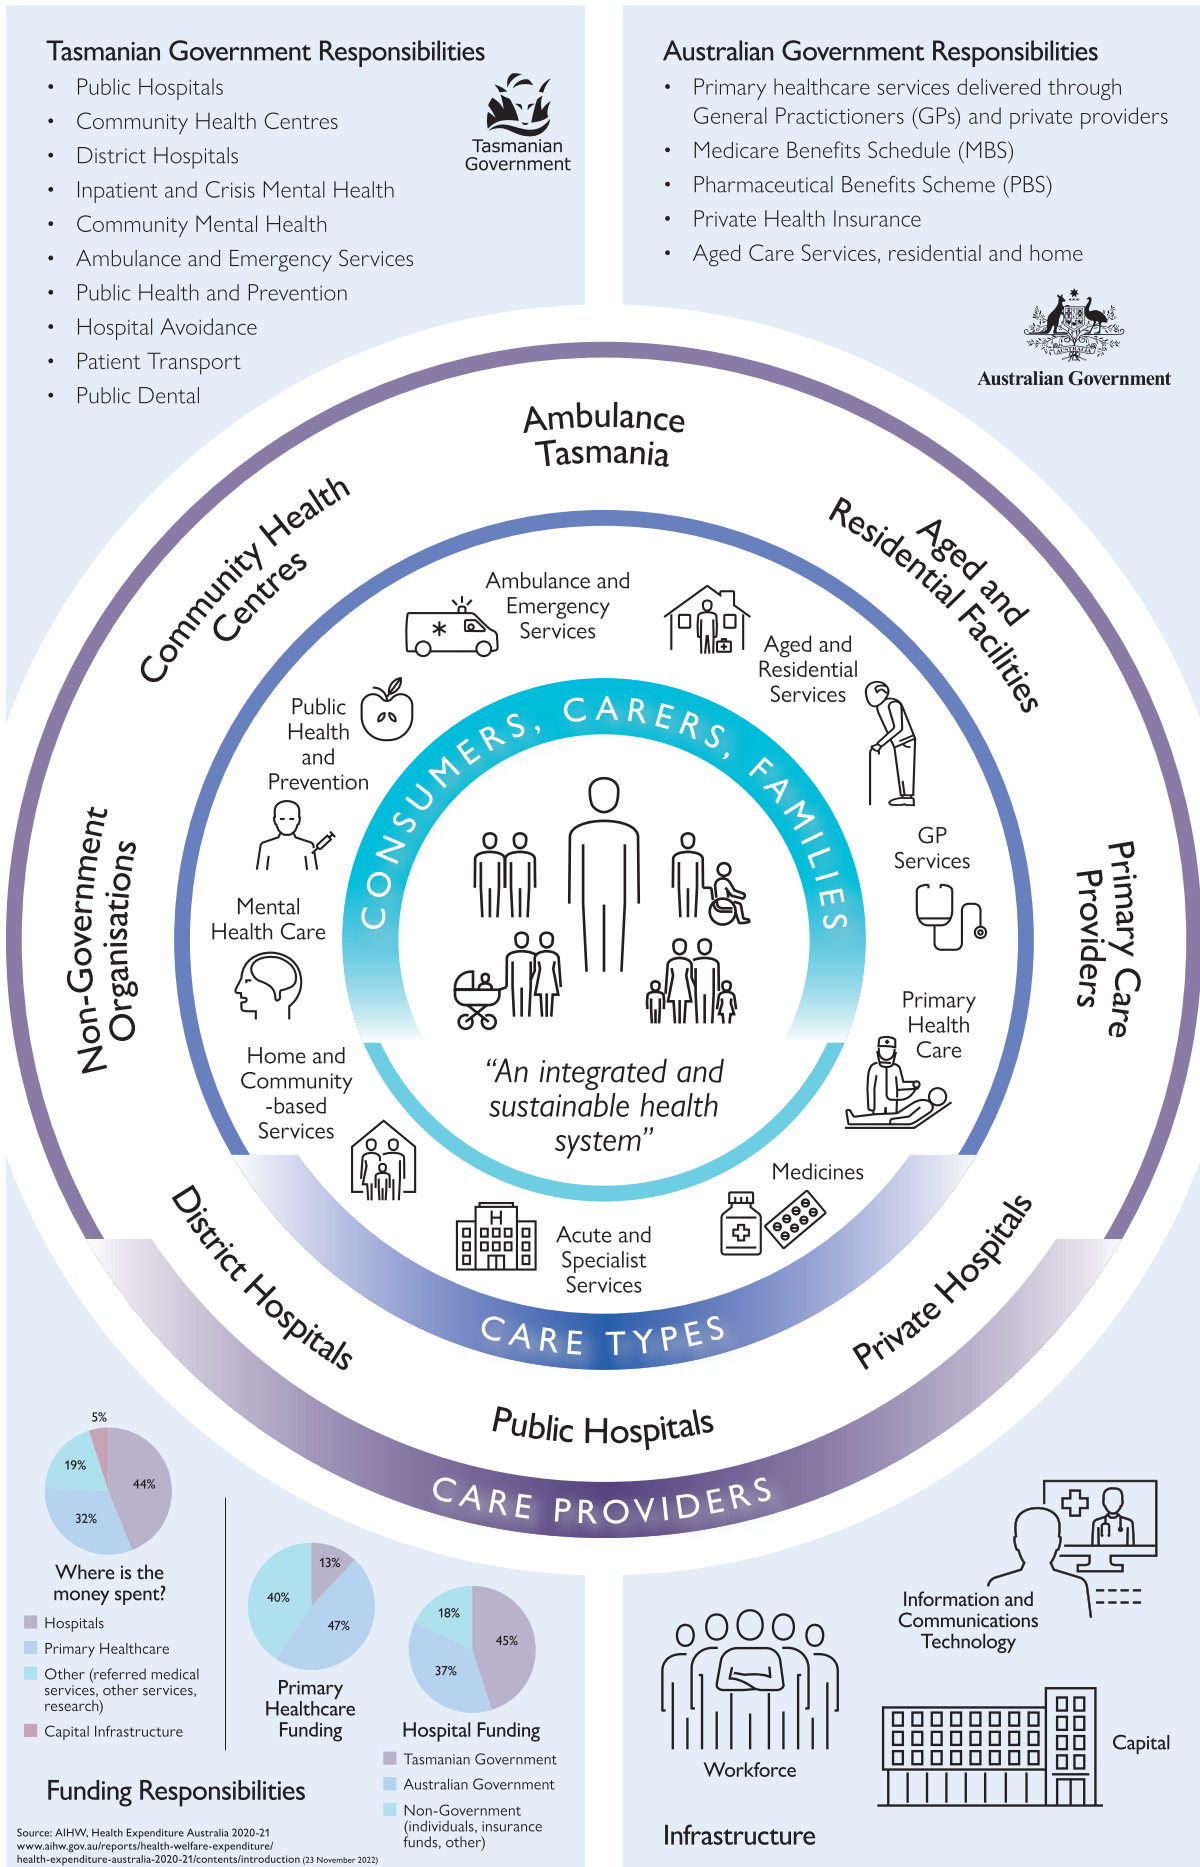 Tasmanian Government Responsibilities
• Public Hospitals
• Community Health Centres
• District Hospitals
• Inpatient and Crisis Mental Health
• Community Mental Health
• Ambulance and Emergency Services
• Public Health and Prevention
• Hospital Avoidance
• Patient Transport
• Public Dental
Tasmanian
Government
Australian Government Responsibilities
• Primary healthcare services delivered through
General Practictioners (GPs) and private providers
• Medicare Benefits Schedule (MBS)
• Pharmaceutical Benefits Scheme (PBS)
• Private Health Insurance
• Aged Care Services, residential and home
AUSTRALIA
Australian Government
Ambulance
Tasmania
Community Health
Centres
Aged and
Residential Facilities
Non-Government
Organisations
Primary Care
Providers
District Hospitals
Private Hospitals
Public Hospitals
CARE PROVIDERS
Ambulance and
Emergency
Services
Aged and
Residential
Services
Public
Health
and
Prevention
GP
Services
Mental
Health Care
Primary
Health
Care
Home and
Community
-based
Services
Medicines
H
Acute and
Specialist
Services
CARE TYPES
CONSUMERS, CARERS, FAMILIES
“An integrated and
sustainable health
system”
5%
19%
44%
32%
Where is the
money spent?
Hospitals
Primary Healthcare
Other (referred medical
services, other services,
research)
Capital Infrastructure
13%
40%
47%
Primary
Healthcare
Funding
18%
45%
37%
Hospital Funding
Tasmanian Government
Australian Government
Non-Government
(individuals, insurance
funds, other)
Funding Responsibilities
Source: AIHW, Health Expenditure Australia 2020-21
www.aihw.gov.au/reports/health-welfare-expenditure/
health-expenditure-australia-2020-21/contents/introduction (23 November 2022)
Information and
Communications
Technology
Workforce
Capital
Infrastructure